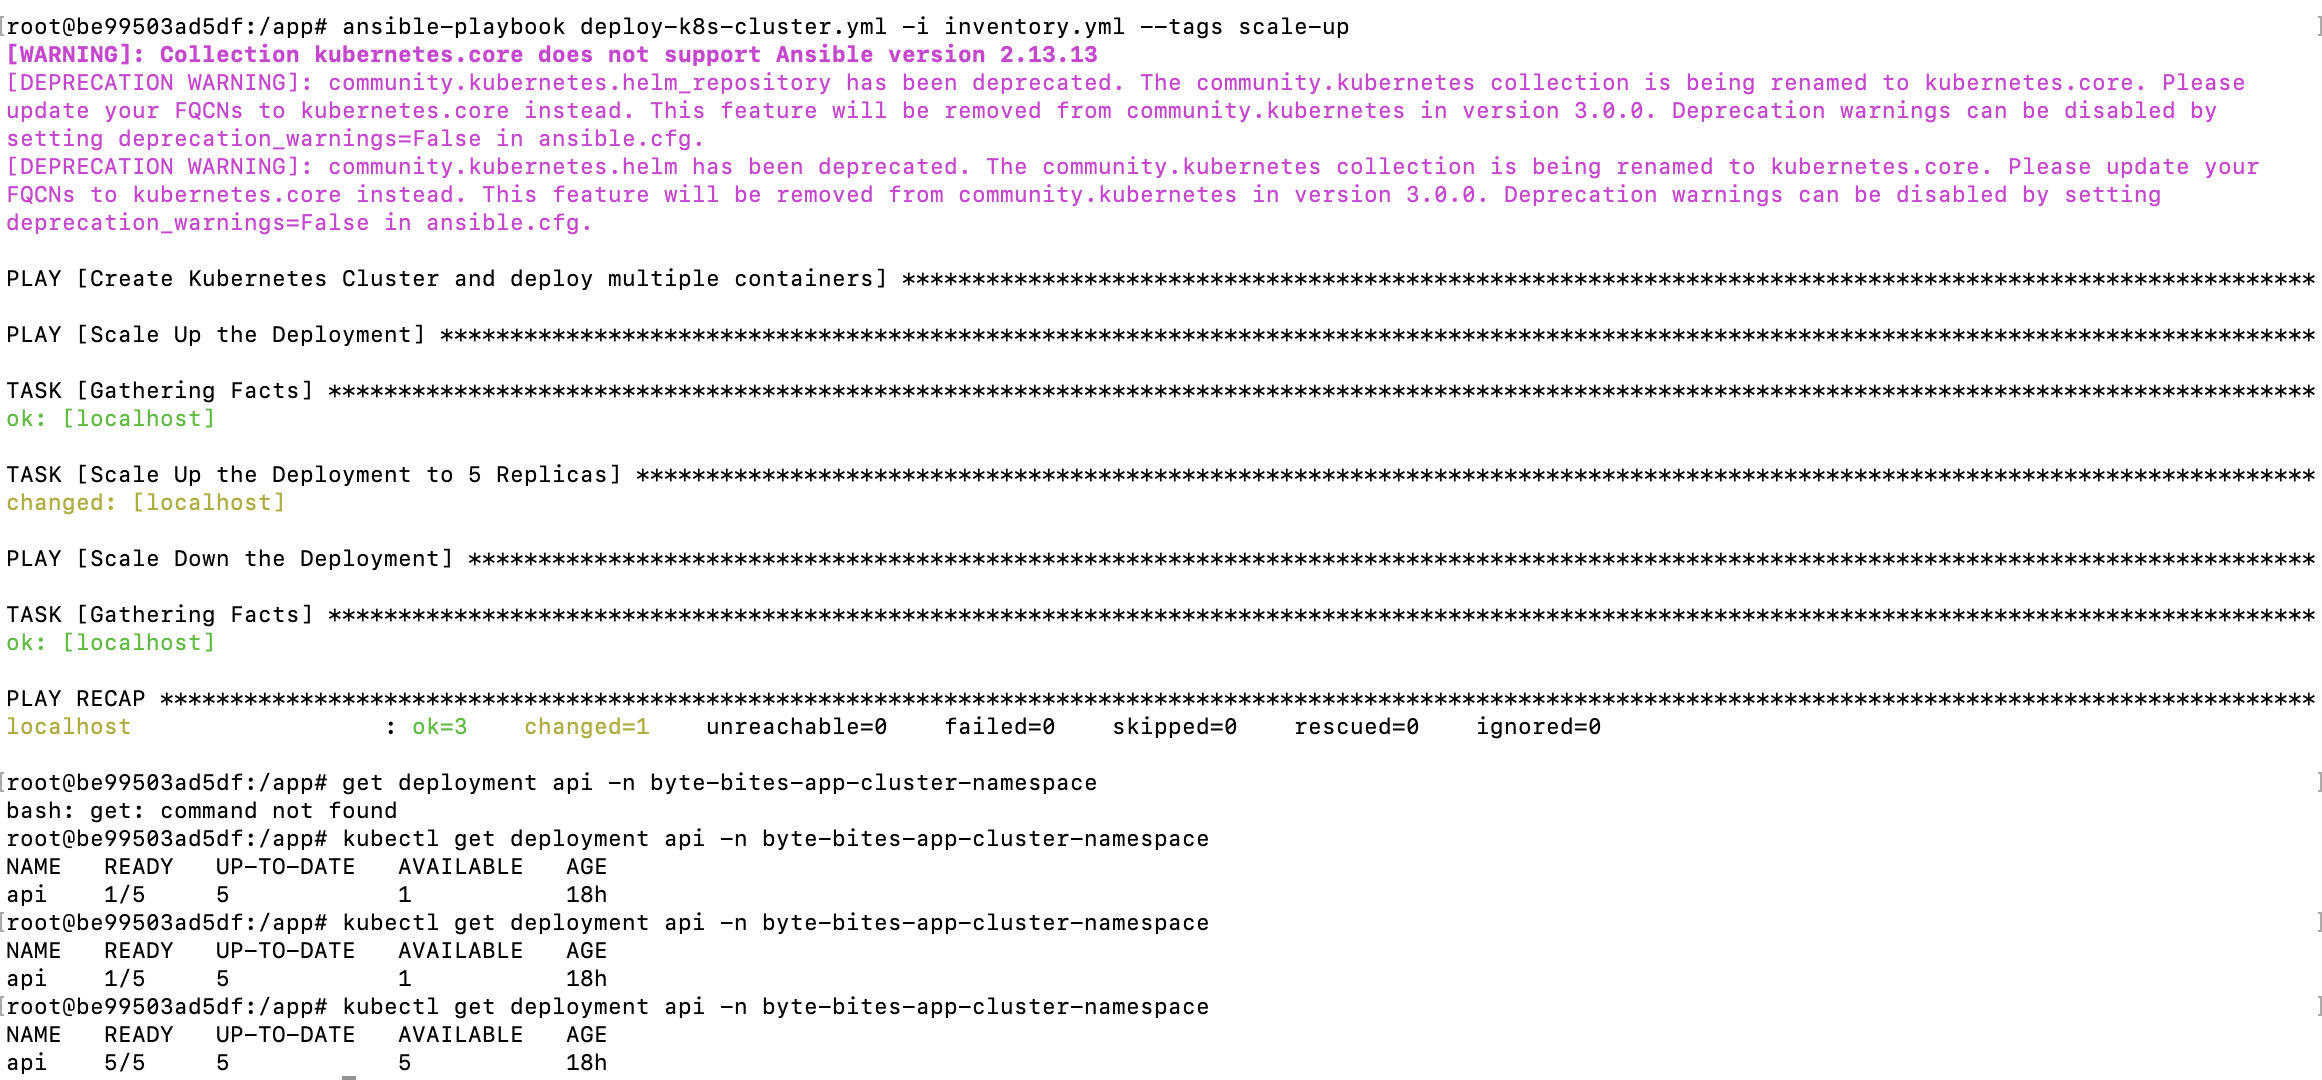 [root@be99503ad5df:/app# ansible-playbook deploy-k8s-cluster.yml -i inventory.yml --tags scale-up ]
[WARNING]: Collection kubernetes.core does not support Ansible version 2.13.13
[DEPRECATION WARNING]: community.kubernetes.helm_repository has been deprecated. The community.kubernetes collection is being renamed to kubernetes.core. Please
update your FQCNs to kubernetes.core instead. This feature will be removed from community.kubernetes in version 3.0.0. Deprecation warnings can be disabled by
setting deprecation_warnings=False in ansible.cfg.
[DEPRECATION WARNING]: community.kubernetes.helm has been deprecated. The community.kubernetes collection is being renamed to kubernetes.core. Please update your
FQCNs to kubernetes.core instead. This feature will be removed from community.kubernetes in version 3.0.0. Deprecation warnings can be disabled by setting
deprecation_warnings=False in ansible.cfg.
PLAY [Create Kubernetes Cluster and deploy multiple containers] *****************************************************************************************************
PLAY [Scale Up the Deployment] **************************************************************************************************************************************
TASK [Gathering Facts] **********************************************************************************************************************************************
ok: [localhost]
TASK [Scale Up the Deployment to 5 Replicas] ************************************************************************************************************************
changed: [localhost]
PLAY [Scale Down the Deployment] ************************************************************************************************************************************
TASK [Gathering Facts] **********************************************************************************************************************************************
ok: [localhost]
PLAY RECAP **********************************************************************************************************************************************************
localhost                  : ok=3    changed=1    unreachable=0    failed=0    skipped=0    rescued=0    ignored=0
[root@be99503ad5df:/app# get deployment api -n byte-bites-app-cluster-namespace ]
bash: get: command not found
root@be99503ad5df:/app# kubectl get deployment api -n byte-bites-app-cluster-namespace
NAME   READY   UP-TO-DATE   AVAILABLE   AGE
api    1/5     5            1           18h
[root@be99503ad5df:/app# kubectl get deployment api -n byte-bites-app-cluster-namespace ]
NAME   READY   UP-TO-DATE   AVAILABLE   AGE
api    1/5     5            1           18h
[root@be99503ad5df:/app# kubectl get deployment api -n byte-bites-app-cluster-namespace ]
NAME   READY   UP-TO-DATE   AVAILABLE   AGE
api    5/5     5            5           18h